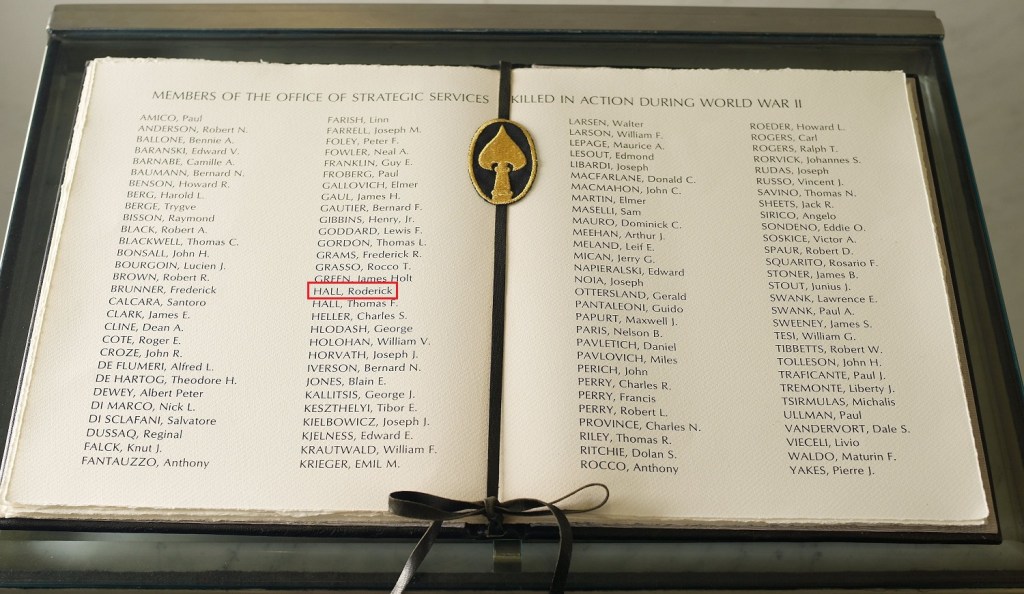 MEMBERS OF THE OFFICE OF STRATEGIC SERVICES KILLED IN ACTION DURING WORLD WAR II
AMICO, Paul
ANDERSON, Robert N.
BALLONE, Bennie A.
BARANSKI, Edward V.
BARNABE, Camille A.
BAUMANN, Bernard N.
BENSON, Howard R.
BERG, Harold L.
BERGE, Trygve
BISSON, Raymond
BLACK, Robert A.
BLACKWELL, Thomas C.
BONSALL, John H.
BOURGOIN, Lucien J.
BROWN, Robert R.
BRUNNER, Frederick
CALCARA, Santoro
CLARK, James E.
CLINE, Dean A.
COTE, Roger E.
CROZE, John R.
DE FLUMERI, Alfred L.
DE HARTOG, Theodore H.
DEWEY, Albert Peter
DI MARCO, Nick L.
DI SCLAFANI, Salvatore
DUSSAQ, Reginal
FALCK, Knut J.
FANTAUZZO, Anthony
FARISH, Linn
FARRELL, Joseph M.
FOLEY, Peter F.
FOWLER, Neal A.
FRANKLIN, Guy E.
FROBERG, Paul
GALLOVICH, Elmer
GAUL, James H.
GAUTIER, Bernard F.
GIBBINS, Henry, Jr.
GODDARD, Lewis F.
GORDON, Thomas L.
GRAMS, Frederick R.
GRASSO, Rocco T.
GREEN, James Holt
HALL, Roderick
HALL, Thomas F.
HELLER, Charles S.
HLODASH, George
HOLOHAN, William V.
HORVATH, Joseph J.
IVERSON, Bernard N.
JONES, Blain E.
KALLITSIS, George J.
KESZTHELYI, Tibor E.
KIELBOWICZ, Joseph J.
KJELNESS, Edward E.
KRAUTWALD, William F.
KRIEGER, EMIL M.
LARSEN, Walter
LARSON, William F.
LEPAGE, Maurice A.
LESOUT, Edmond
LIBARDI, Joseph
MACFARLANE, Donald C.
MACMAHON, John C.
MARTIN, Elmer
MASELLI, Sam
MAURO, Dominick C.
MEEHAN, Arthur J.
MELAND, Leif E.
MICAN, Jerry G.
NAPIERALSKI, Edward
NOIA, Joseph
OTTERSLAND, Gerald
PANTALEONI, Guido
PAPURT, Maxwell J.
PARIS, Nelson B.
PAVLETICH, Daniel
PAVLOVICH, Miles
PERICH, John
PERRY, Charles R.
PERRY, Francis
PERRY, Robert L.
PROVINCE, Charles N.
RILEY, Thomas R.
RITCHIE, Dolan S.
ROCCO, Anthony
ROEDER, Howard L.
ROGERS, Carl
ROGERS, Ralph T.
RORVICK, Johannes S.
RUDAS, Joseph
RUSSO, Vincent J.
SAVINO, Thomas N.
SHEETS, Jack R.
SIRICO, Angelo
SONDENO, Eddie O.
SOSKICE, Victor A.
SPAUR, Robert D.
SQUARITO, Rosario F.
STONER, James B.
STOUT, Junius J.
SWANK, Lawrence E.
SWANK, Paul A.
SWEENEY, James S.
TESI, William G.
TIBBETTS, Robert W.
TOLLESON, John H.
TRAFICANTE, Paul J.
TREMONTE, Liberty J.
TSIRMULAS, Michalis
ULLMAN, Paul
VANDERVORT, Dale S.
VIECELI, Livio
WALDO, Maturin F.
YAKES, Pierre J.